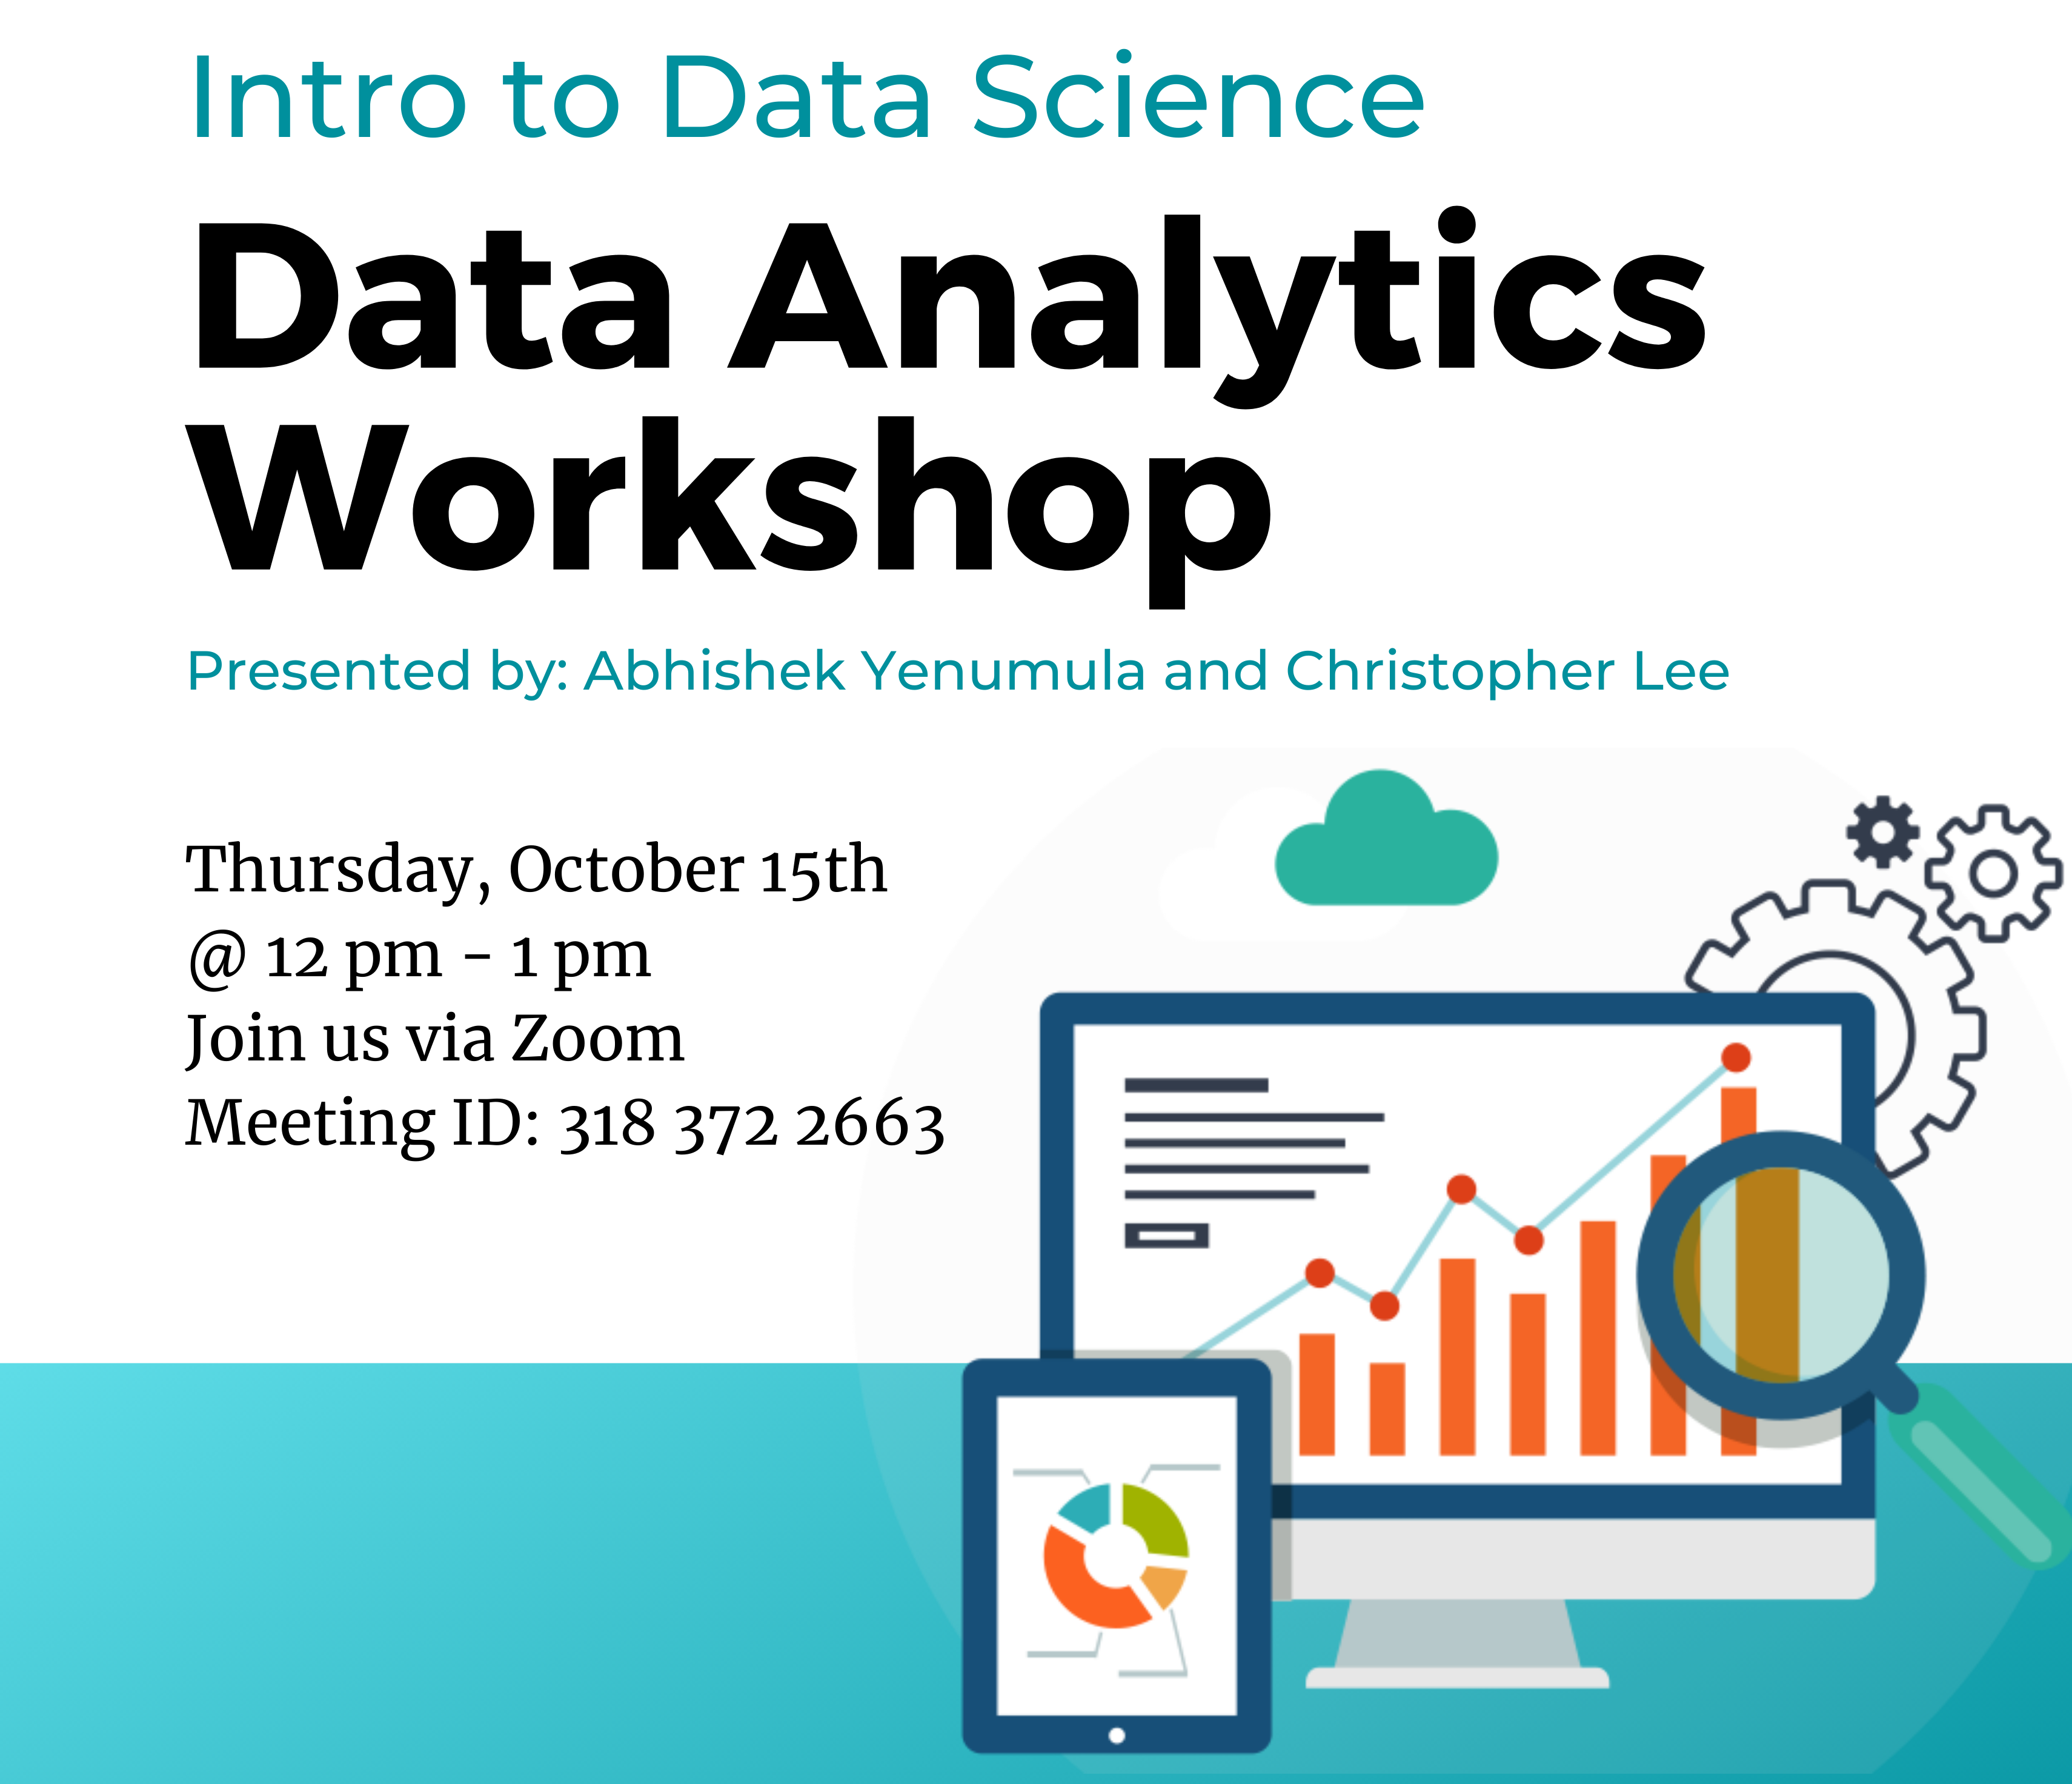 Intro to Data Science
Data Analytics
Workshop
Presented by: Abhishek Yenumula and Christopher Lee
Thursday, October 15th
@ 12 pm - 1 pm
Join us via Zoom
Meeting ID: 318 372 2663